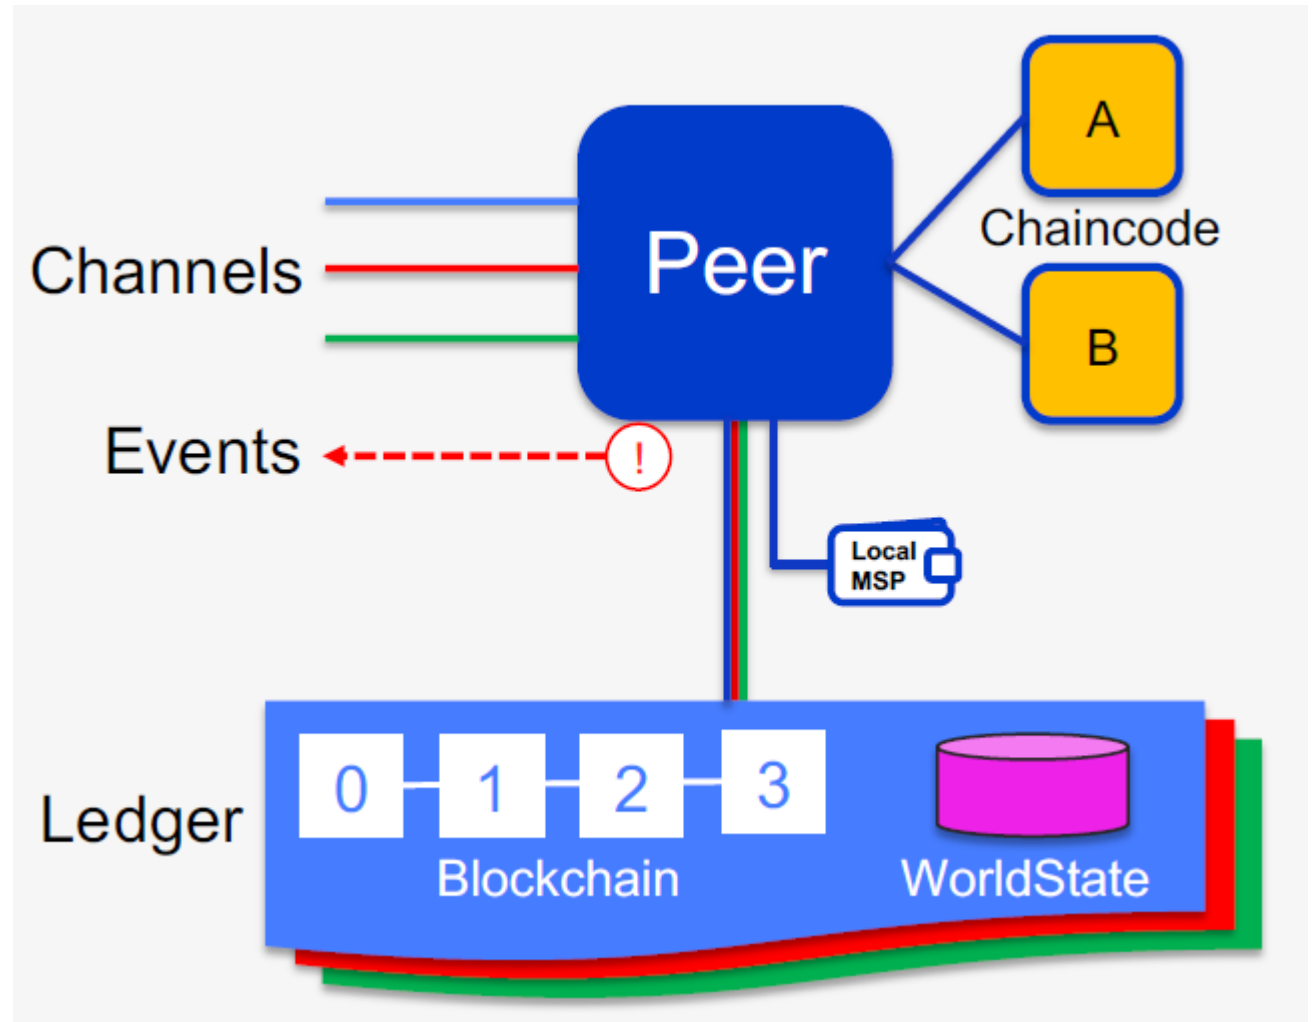 A
Chaincode
B
Peer
Channels
Events
!
Local
MSP
Ledger
0 1 2 3
Blockchain
WorldState